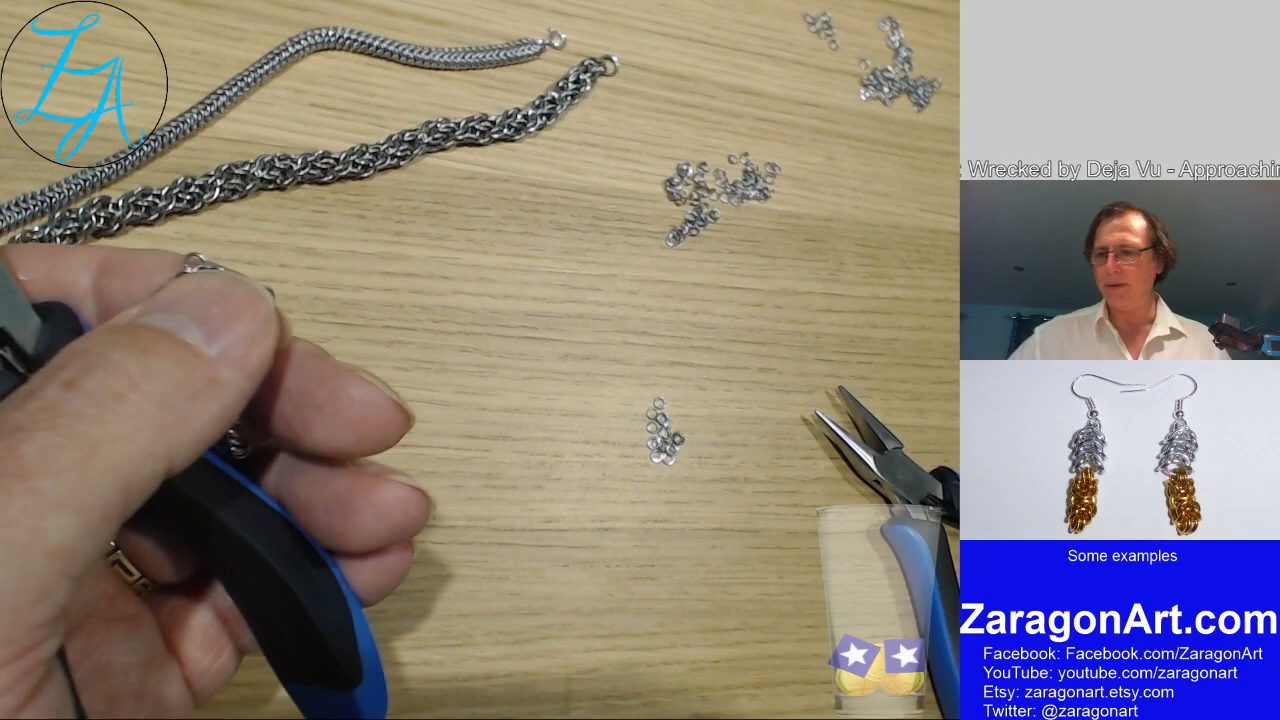 ZA
: Wrecked by Deja Vu - Approachin
Some examples
ZaragonArt.com
Facebook: Facebook.com/ZaragonArt
YouTube: youtube.com/zaragonart
Etsy: zaragonart.etsy.com
Twitter: @zaragonart